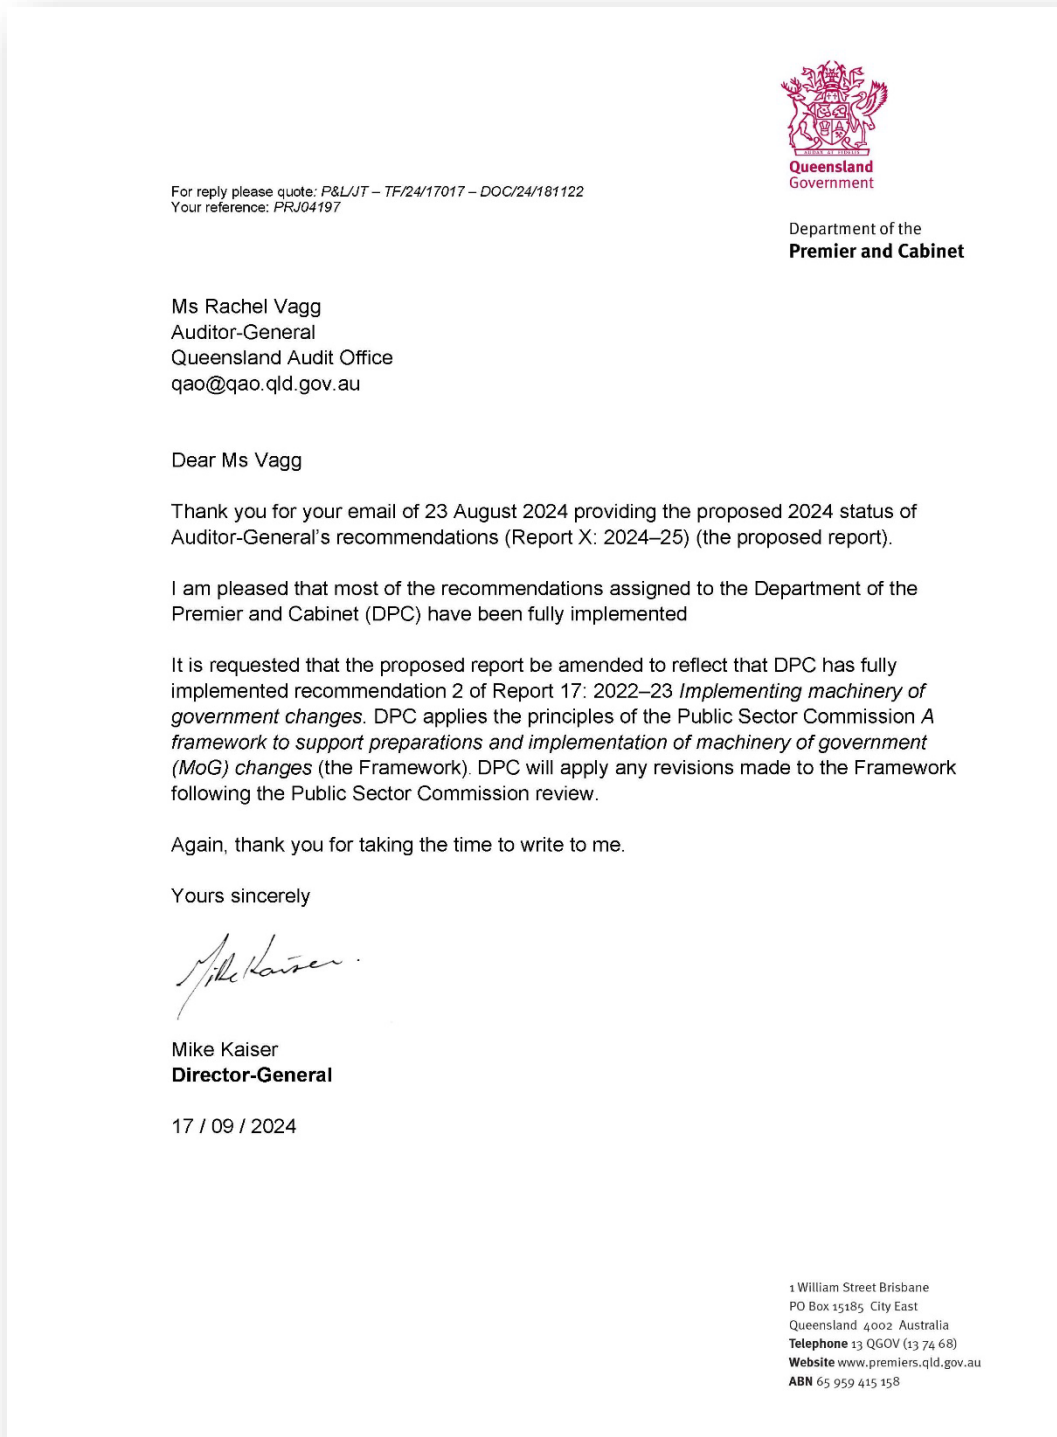 Queensland
Government
For reply please quote: P&L/JT – TF/24/17017 – DOC/24/181122
Your reference: PRJ04197
Department of the
Premier and Cabinet
Ms Rachel Vagg
Auditor-General
Queensland Audit Office
qao@qao.qld.gov.au
Dear Ms Vagg
Thank you for your email of 23 August 2024 providing the proposed 2024 status of
Auditor-General’s recommendations (Report X: 2024–25) (the proposed report).
I am pleased that most of the recommendations assigned to the Department of the
Premier and Cabinet (DPC) have been fully implemented
It is requested that the proposed report be amended to reflect that DPC has fully
implemented recommendation 2 of Report 17: 2022–23 Implementing machinery of
government changes. DPC applies the principles of the Public Sector Commission A
framework to support preparations and implementation of machinery of government
(MoG) changes (the Framework). DPC will apply any revisions made to the Framework
following the Public Sector Commission review.
Again, thank you for taking the time to write to me.
Yours sincerely
Mike Kaiser.
Mike Kaiser
Director-General
17 / 09 / 2024
1 William Street Brisbane
PO Box 15185 City East
Queensland 4002 Australia
Telephone 13 QGOV (13 74 68)
Website www.premiers.qld.gov.au
ABN 65 959 415 158